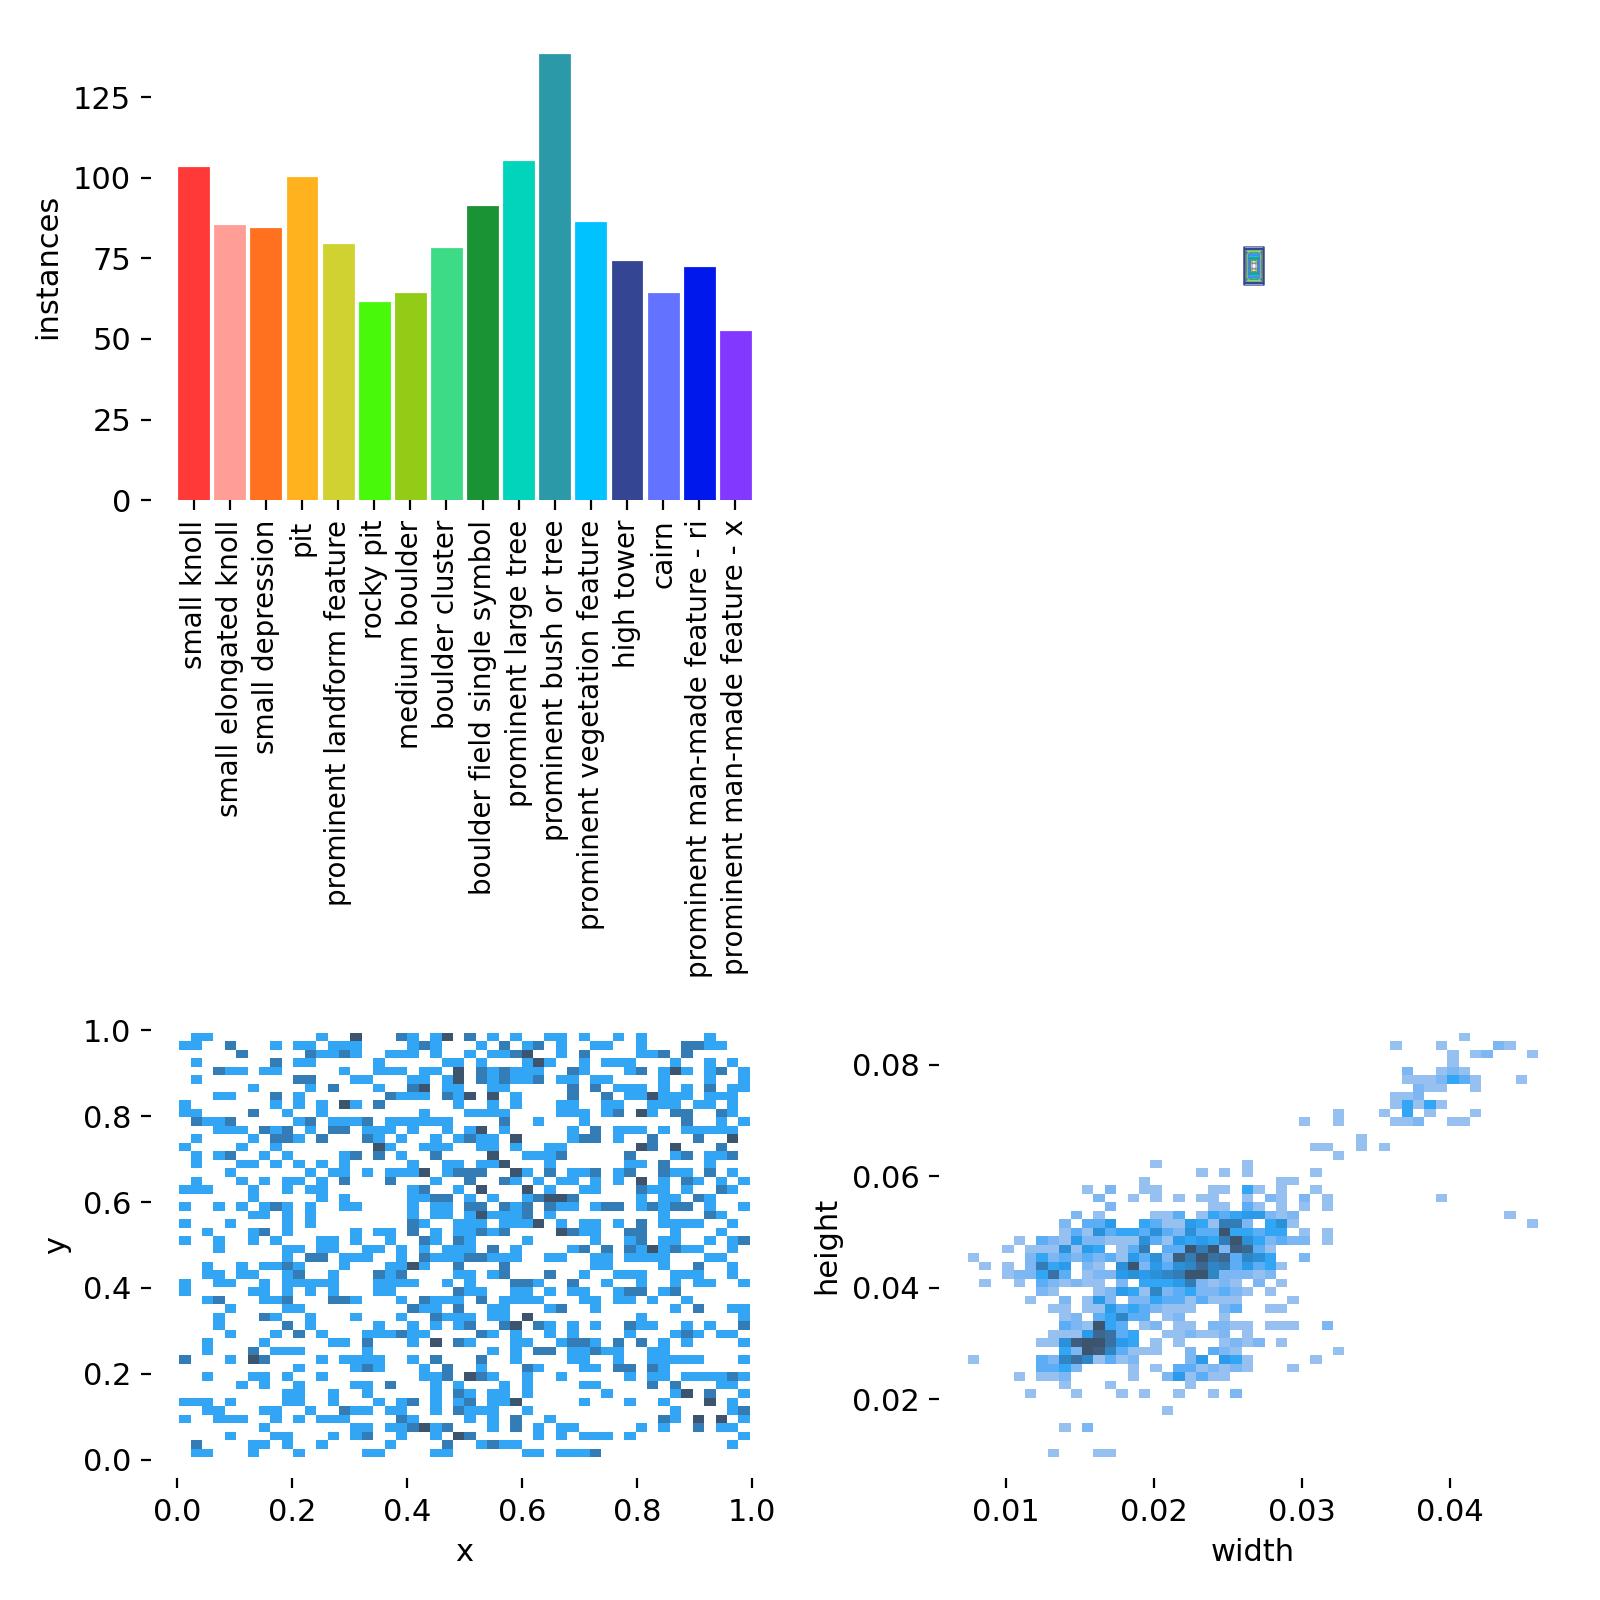 125
100
75
50
25
0
instances
small knoll
small elongated knoll
small depression
pit
prominent landform feature
rocky pit
medium boulder
boulder cluster
boulder field single symbol
prominent large tree
prominent bush or tree
prominent vegetation feature
high tower
cairn
prominent man-made feature - ri
prominent man-made feature - x
1.0
0.8
0.6
0.4
0.2
0.0
y
0.0 0.2 0.4 0.6 0.8 1.0
x
0.08
0.06
0.04
0.02
height
0.01 0.02 0.03 0.04
width